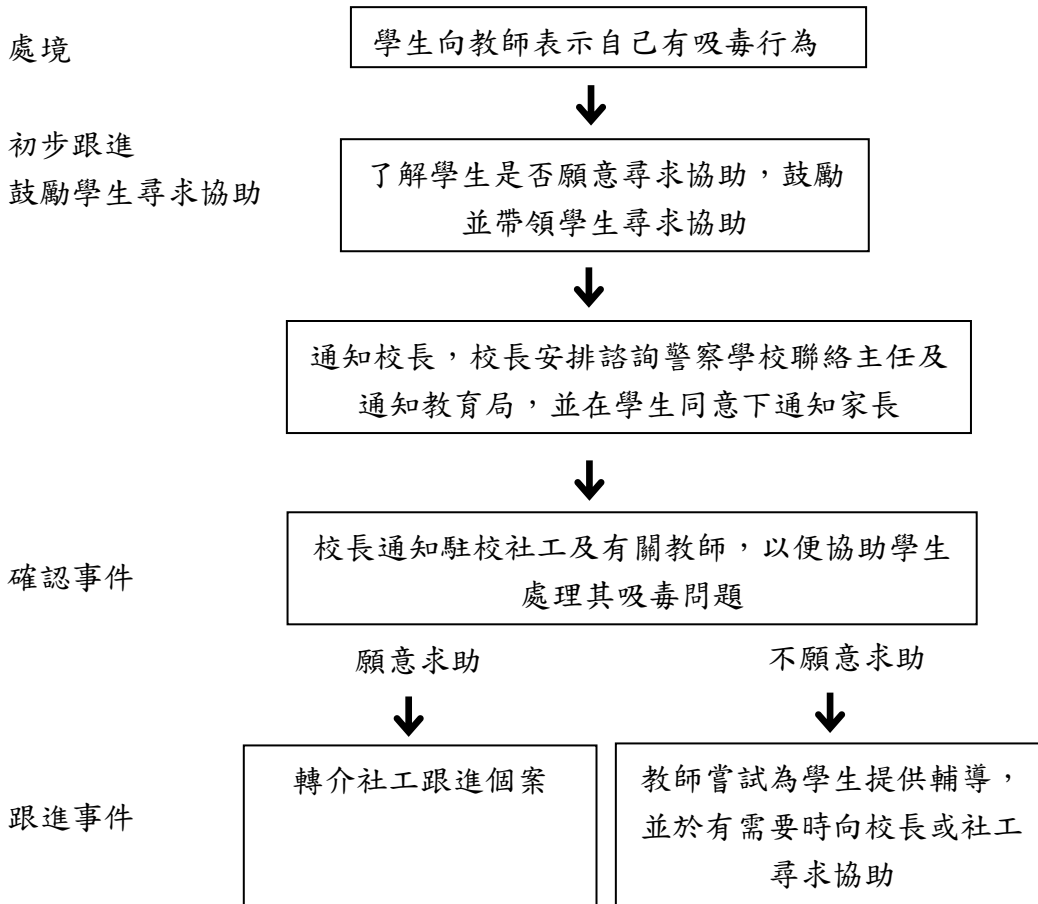 處境
學生向教師表示自己有吸毒行為
初步跟進
鼓勵學生尋求協助
了解學生是否願意尋求協助，鼓勵
並帶領學生尋求協助
通知校長，校長安排諮詢警察學校聯絡主任及
通知教育局，並在學生同意下通知家長
確認事件
校長通知駐校社工及有關教師，以便協助學生
處理其吸毒問題
願意求助
不願意求助
跟進事件
轉介社工跟進個案
教師嘗試為學生提供輔導，
並於有需要時向校長或社工
尋求協助